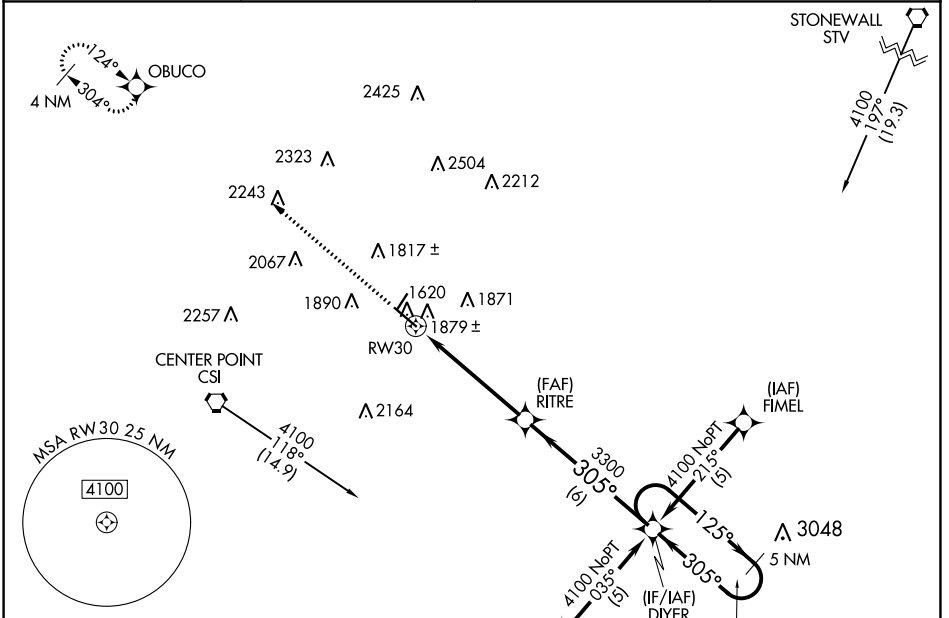 STONEWALL
STV
4100
197°
(19.3)
124°
OBUCO
304°
4 NM
2425
2323
2504
2212
2243
2067
1817 ±
1890
1620
1871
2257
1879 ±
RW30
CENTER POINT
CSI
4100
118°
(14.9)
2164
(FAF)
RITRE
(IAF)
FIMEL
MSA RW30 25 NM
4100
3300
305°
(6)
4100 NoPT
215°
(5)
125°
3048
5 NM
305°
4100 NoPT
035°
(5)
(IF/IAF)
DIYER